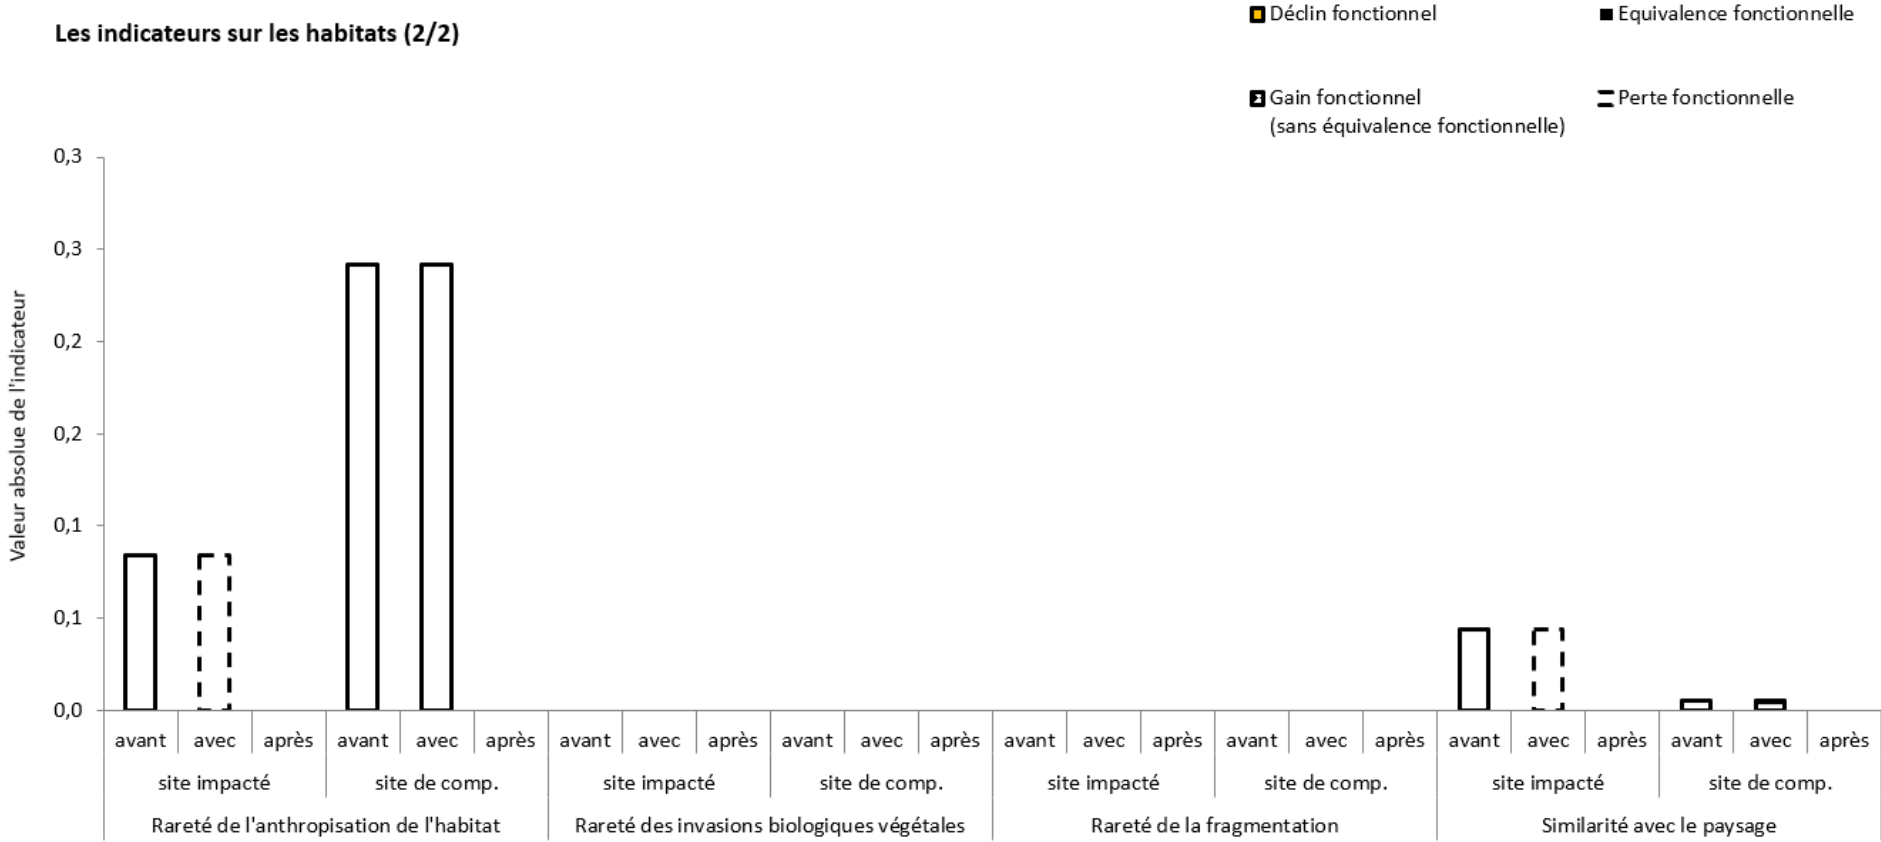 Les indicateurs sur les habitats (2/2)
Déclin fonctionnel
Equivalence fonctionnelle
Gain fonctionnel
(sans équivalence fonctionnelle)
Perte fonctionnelle
Valeur absolue de l'indicateur
0,3
0,3
0,2
0,2
0,1
0,1
0,0
avant avec après avant avec après avant avec après avant avec après avant avec après avant avec après avant avec après avant avec après
site impacté site de comp. site impacté site de comp. site impacté site de comp. site impacté site de comp.
Rareté de l'anthropisation de l'habitat Rareté des invasions biologiques végétales Rareté de la fragmentation Similarité avec le paysage